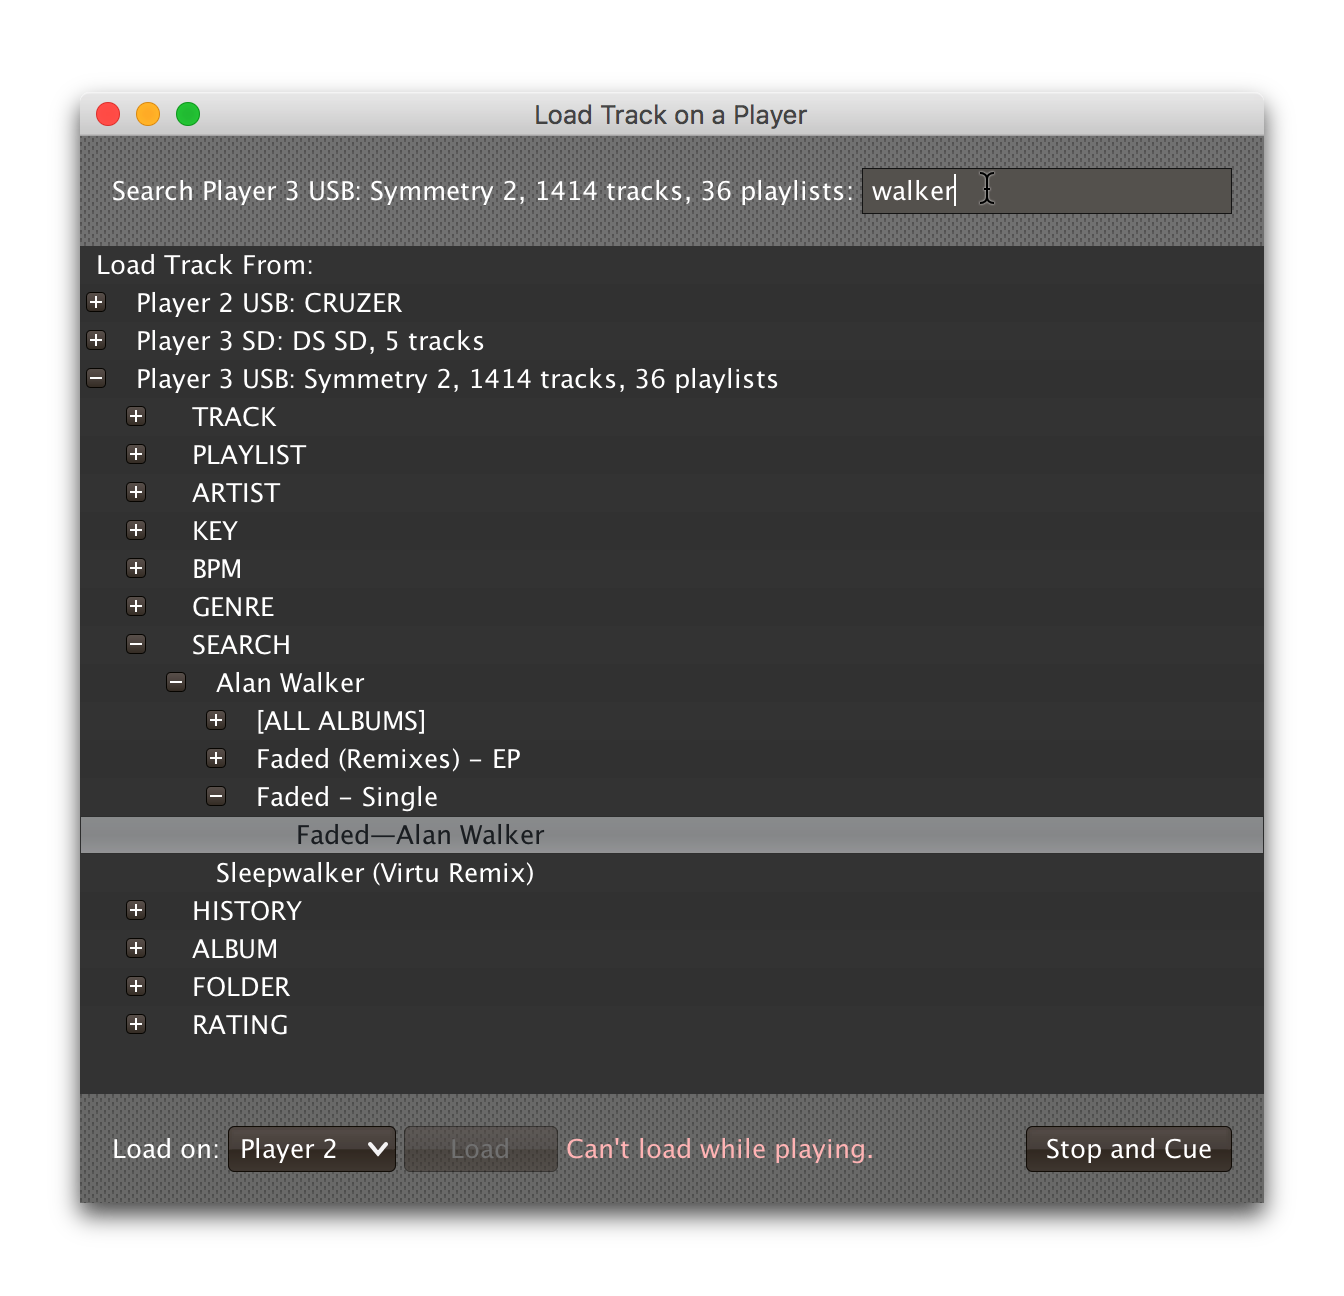 Load Track on a Player
Search Player 3 USB: Symmetry 2, 1414 tracks, 36 playlists: walker
Load Track From:
Player 2 USB: CRUZER
Player 3 SD: DS SD, 5 tracks
Player 3 USB: Symmetry 2, 1414 tracks, 36 playlists
TRACK
PLAYLIST
ARTIST
KEY
BPM
GENRE
SEARCH
Alan Walker
[ALL ALBUMS]
Faded (Remixes) – EP
Faded – Single
Faded—Alan Walker
Sleepwalker (Virtu Remix)
HISTORY
ALBUM
FOLDER
RATING
Load on: Player 2 Load Can't load while playing. Stop and Cue